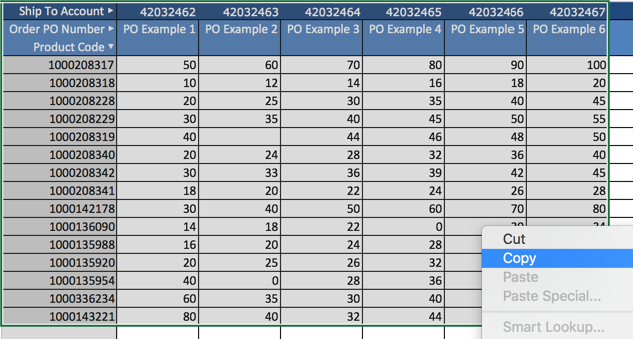 Ship To Account ▸ 42032462 42032463 42032464 42032465 42032466 42032467
Order PO Number ▸ PO Example 1 PO Example 2 PO Example 3 PO Example 4 PO Example 5 PO Example 6
Product Code ▾
1000208317 50 60 70 80 90 100
1000208318 10 12 14 16 18 20
1000208228 20 25 30 35 40 45
1000208229 30 35 40 45 50 55
1000208319 40 44 46 48 50
1000208340 20 24 28 32 36 40
1000208342 30 33 36 39 42 45
1000208341 18 20 22 24 26 28
1000142178 30 40 50 60 70 80
1000136090 14 18 22 0
1000135988 16 20 24 28
1000135920 20 25 26 32
1000135954 40 0 28 36
1000336234 60 35 30 40
1000143221 80 40 32 44
Cut
Copy
Paste
Paste Special...
Smart Lookup...